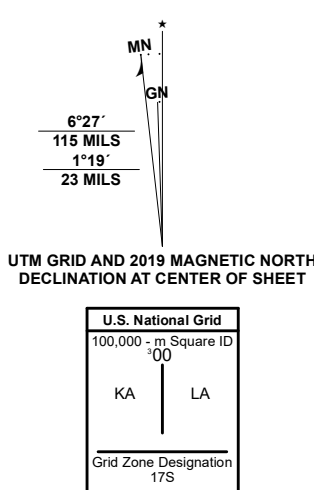 ★
MN
GN
6°27´
115 MILS
1°19´
23 MILS
UTM GRID AND 2019 MAGNETIC NORTH
DECLINATION AT CENTER OF SHEET
U.S. National Grid
100,000 - m Square ID
³00
KA LA
Grid Zone Designation
17S